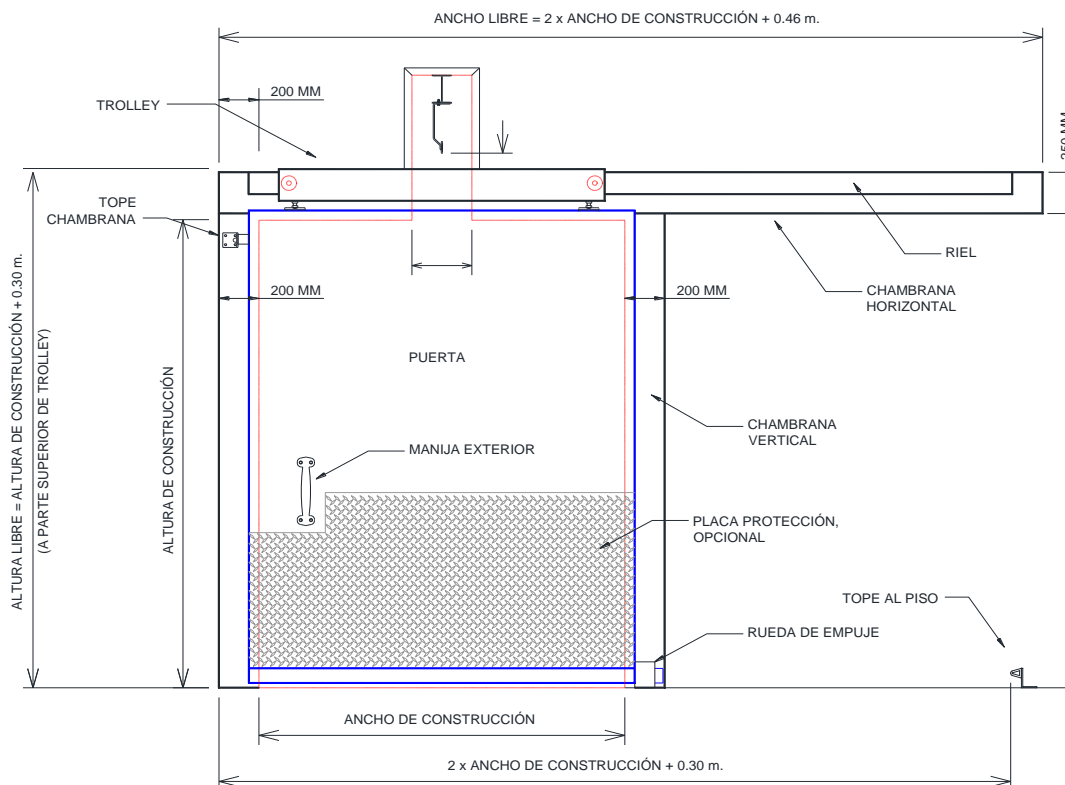 ANCHO LIBRE = 2 x ANCHO DE CONSTRUCCIÓN + 0.46 m.
200 MM
TROLLEY
TOPE
CHAMBRANA
RIEL
200 MM
200 MM
CHAMBRANA
HORIZONTAL
PUERTA
ALTURA LIBRE = ALTURA DE CONSTRUCCIÓN + 0.30 m.
(A PARTE SUPERIOR DE TROLLEY)
ALTURA DE CONSTRUCCIÓN
CHAMBRANA
VERTICAL
MANIJA EXTERIOR
PLACA PROTECCIÓN,
OPCIONAL
TOPE AL PISO
RUEDA DE EMPUJE
ANCHO DE CONSTRUCCIÓN
2 x ANCHO DE CONSTRUCCIÓN + 0.30 m.